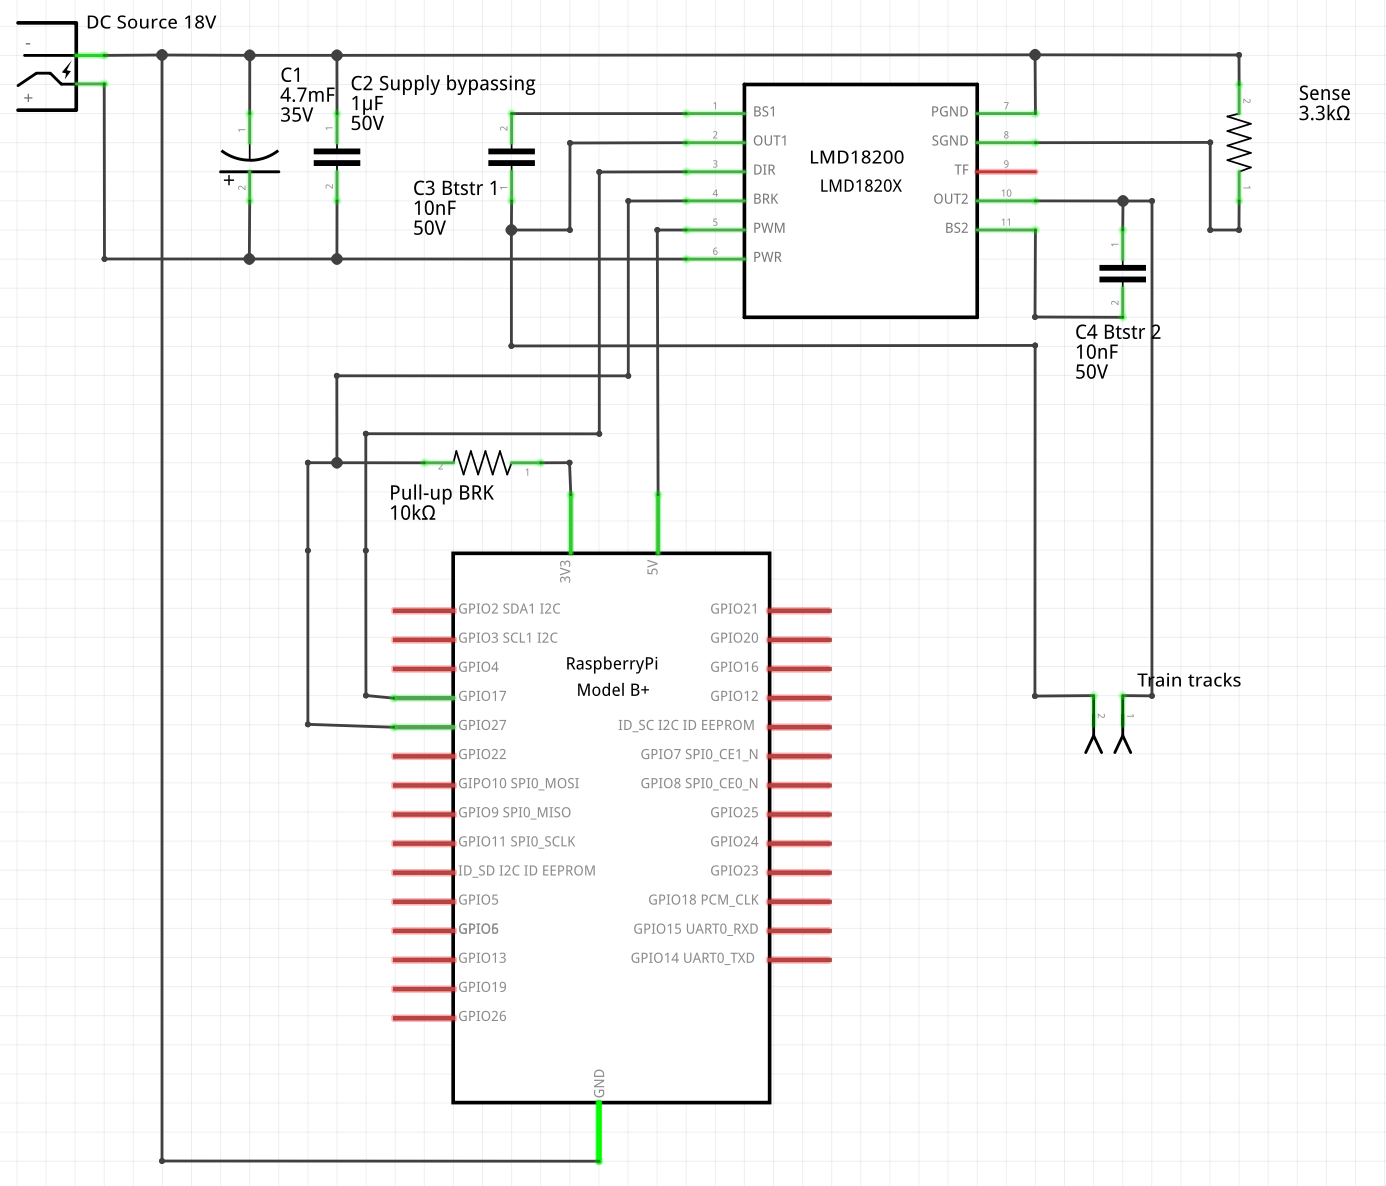 DC Source 18V
-
+
C1
4.7mF
35V
1
2
+
C2 Supply bypassing
1µF
50V
1
2
C3 Btstr 1
10nF
50V
2
1
1
2
3
4
5
6
BS1
OUT1
DIR
BRK
PWM
PWR
LMD18200
LMD1820X
PGND
SGND
TF
OUT2
BS2
7
8
9
10
11
Sense
3.3kΩ
2
1
1
2
C4 Btstr 2
10nF
50V
2
1
Pull-up BRK
10kΩ
3V3
5V
RaspberryPi
Model B+
GPIO2 SDA1 I2C
GPIO3 SCL1 I2C
GPIO4
GPIO17
GPIO27
GPIO22
GIPO10 SPI0_MOSI
GPIO9 SPI0_MISO
GPIO11 SPI0_SCLK
ID_SD I2C ID EEPROM
GPIO5
GPIO6
GPIO13
GPIO19
GPIO26
GPIO21
GPIO20
GPIO16
GPIO12
ID_SC I2C ID EEPROM
GPIO7 SPI0_CE1_N
GPIO8 SPI0_CE0_N
GPIO25
GPIO24
GPIO23
GPIO18 PCM_CLK
GPIO15 UART0_RXD
GPIO14 UART0_TXD
GND
Train tracks
2
1